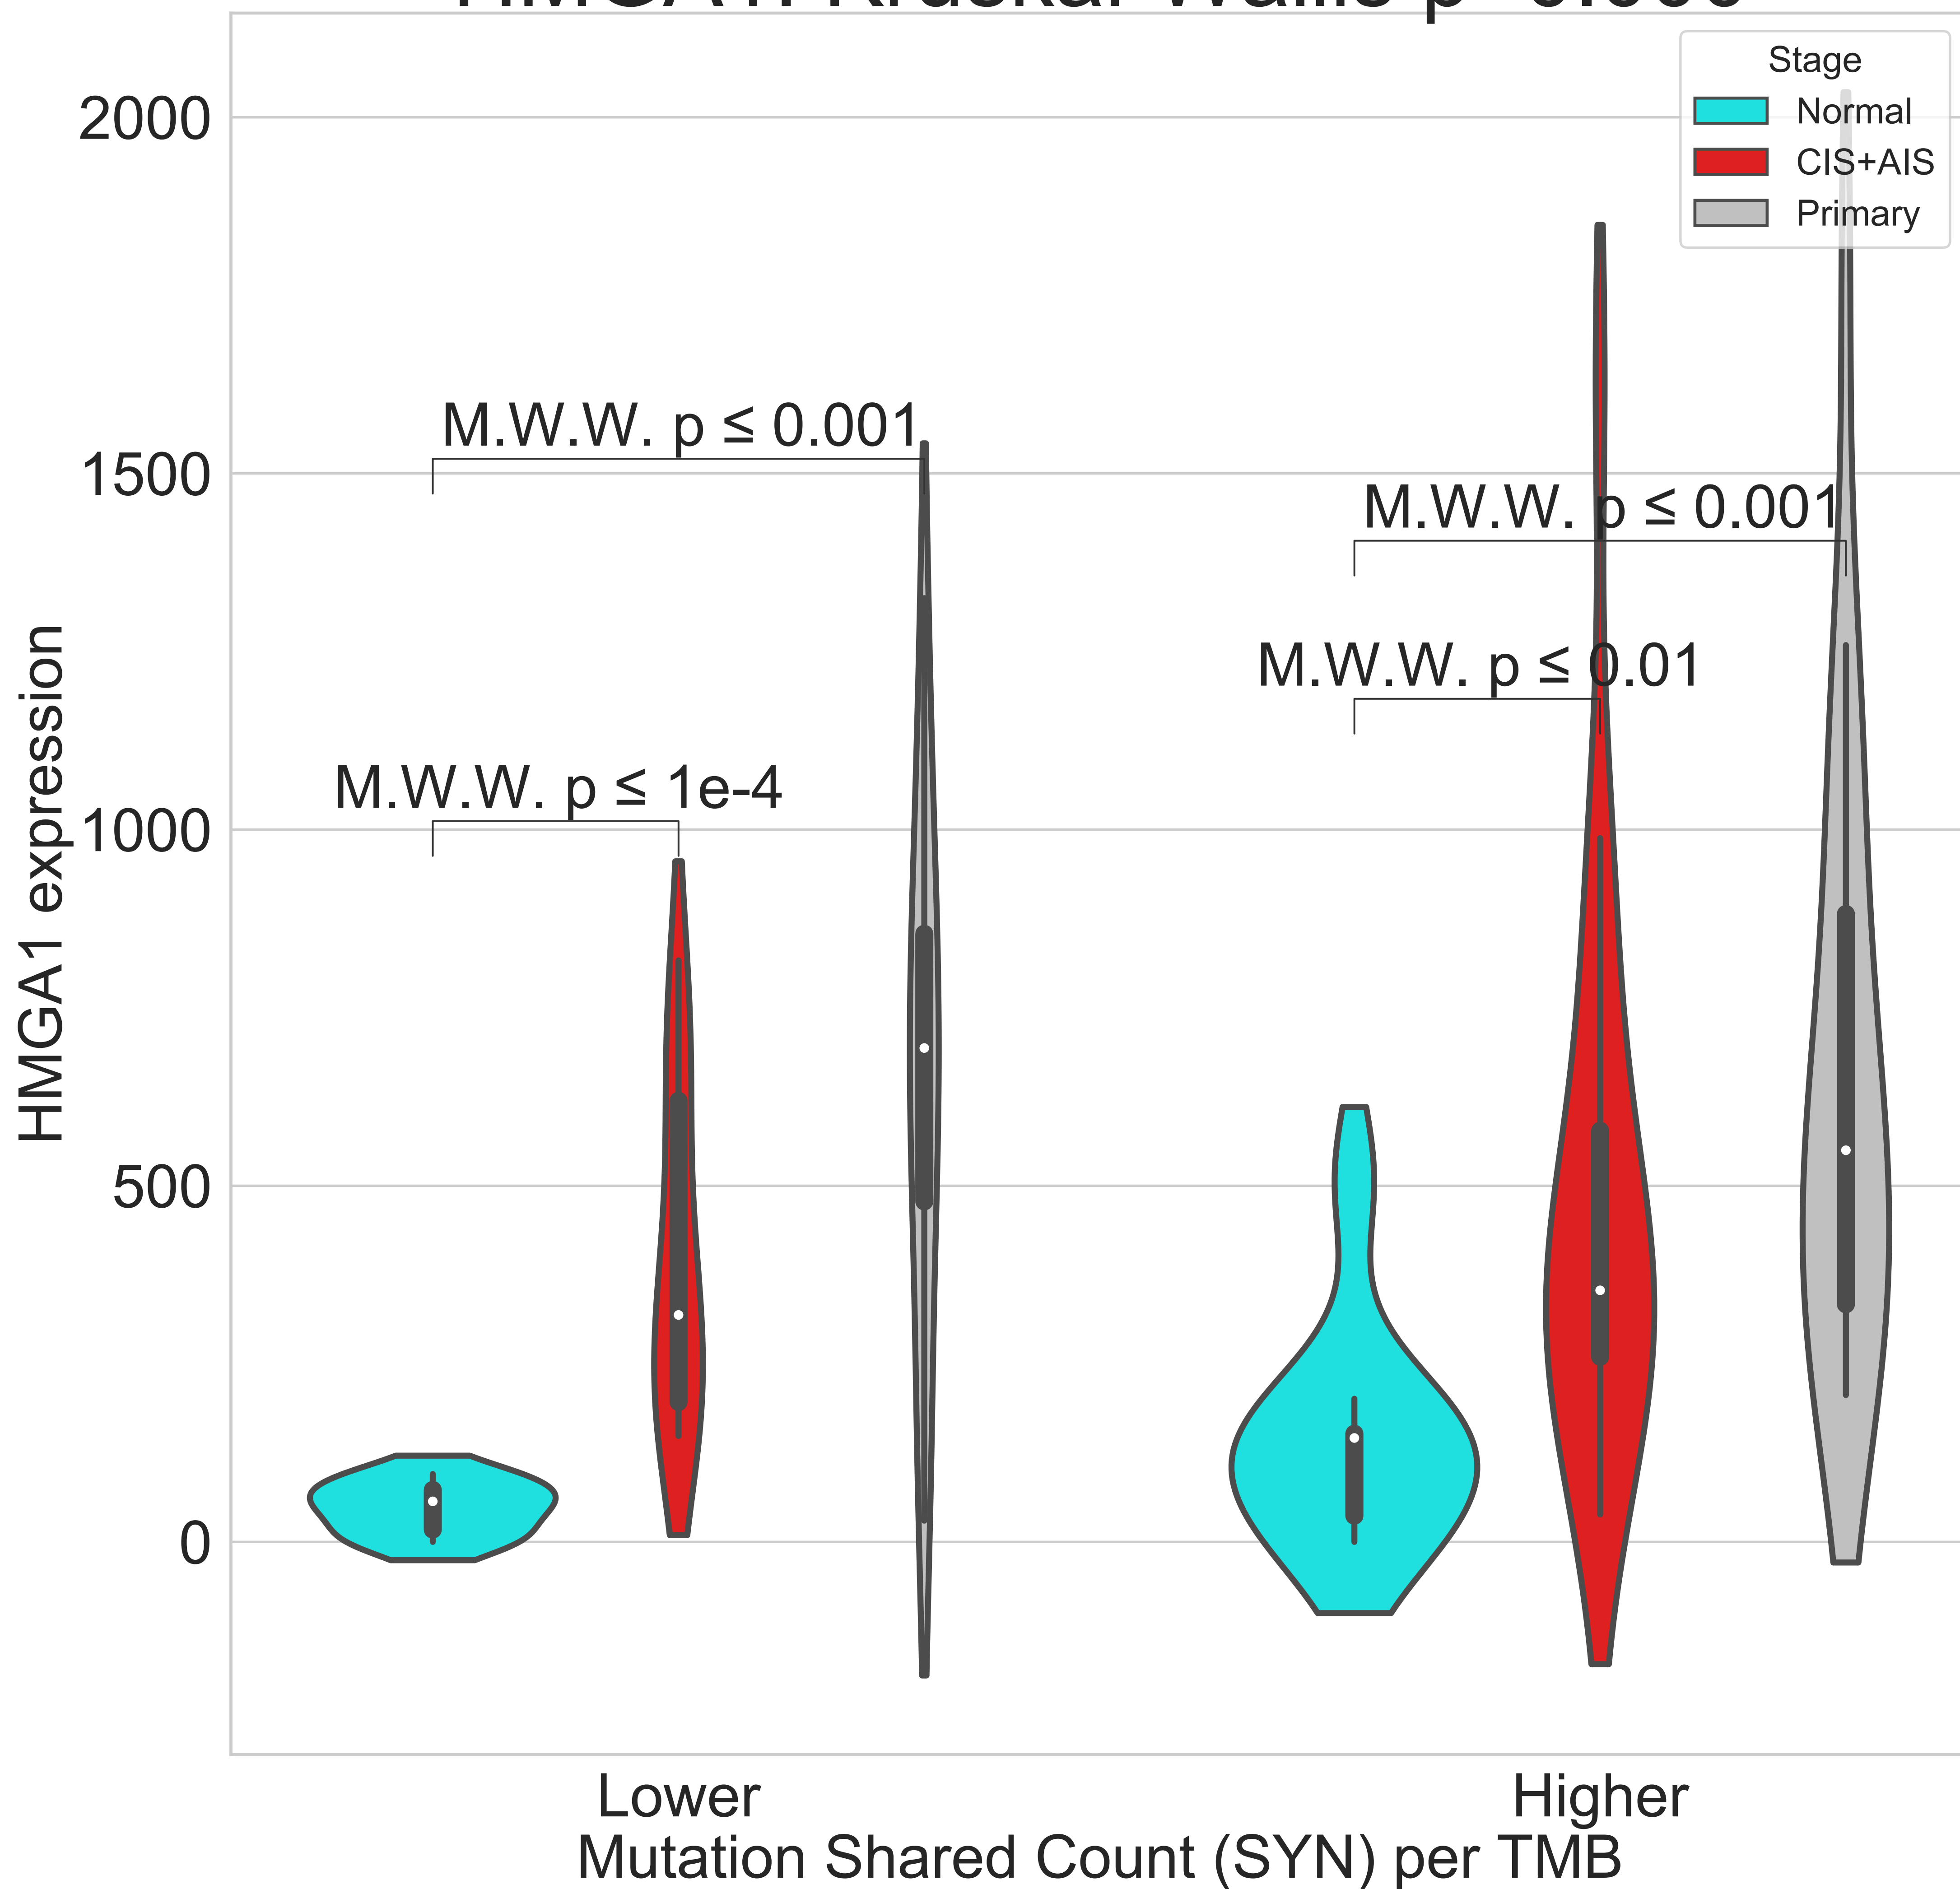 Stage
Normal
CIS+AIS
Primary
2000
1500
1000
500
0
HMGA1 expression
M.W.W. p ≤ 0.001
M.W.W. p ≤ 1e-4
M.W.W. p ≤ 0.001
M.W.W. p ≤ 0.01
Lower
Higher
Mutation Shared Count (SYN) per TMB